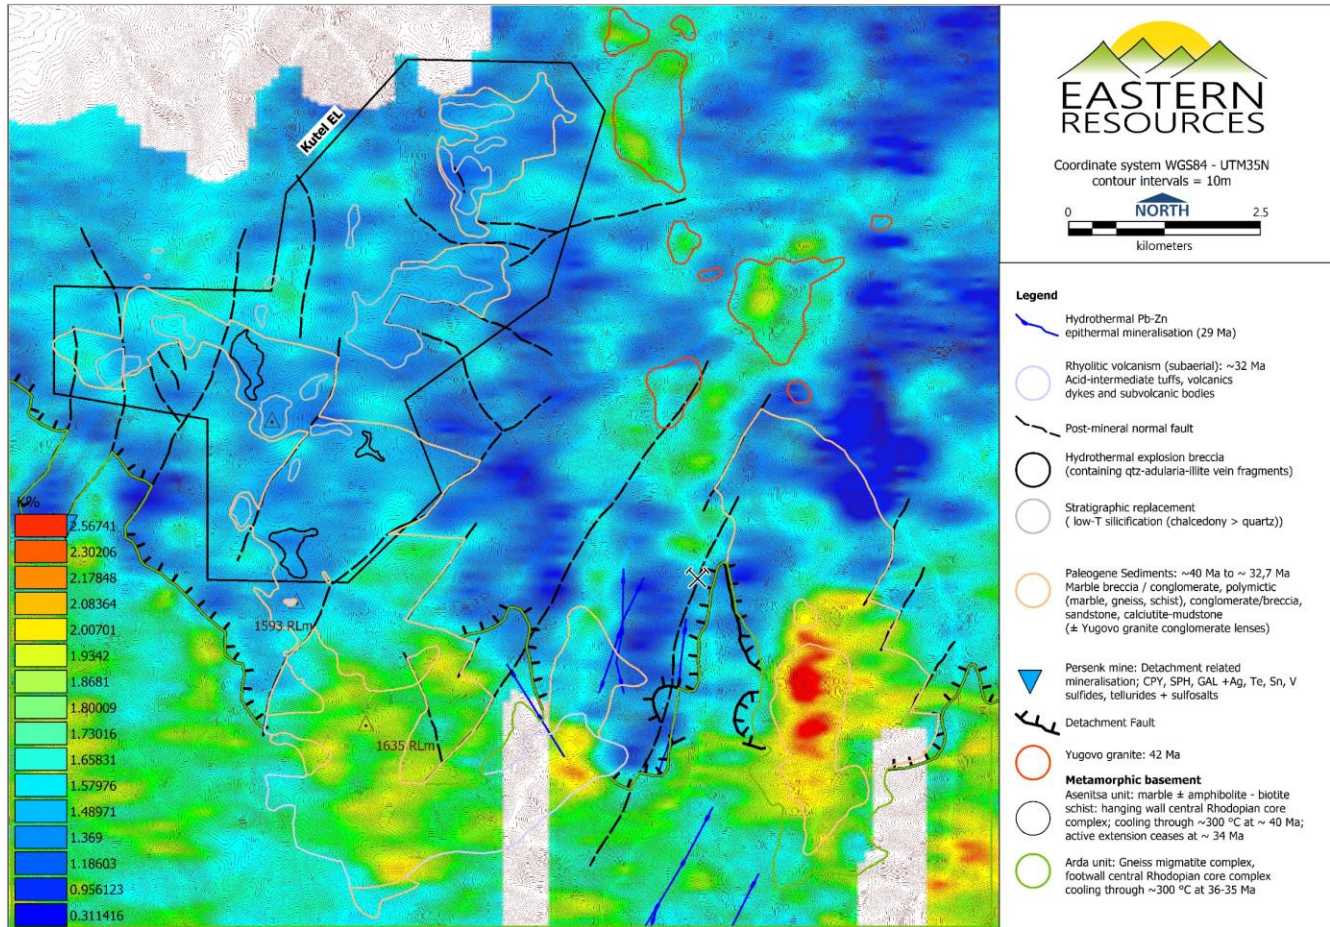 Kutel EL
1593 RLm
1635 RLm
K%
2.56741
2.30206
2.17848
2.08364
2.00701
1.9342
1.8681
1.80009
1.73016
1.65831
1.57976
1.48971
1.369
1.18603
0.956123
0.311416
EASTERN
RESOURCES
Coordinate system WGS84 - UTM35N
contour intervals = 10m
NORTH
0 2.5
kilometers
Legend
Hydrothermal Pb-Zn
epithermal mineralisation (29 Ma)
Rhyolitic volcanism (subaerial): ~32 Ma
Acid-intermediate tuffs, volcanics
dykes and subvolcanic bodies
Post-mineral normal fault
Hydrothermal explosion breccia
(containing qtz-adularia-illite vein fragments)
Stratigraphic replacement
( low-T silicification (chalcedony > quartz))
Paleogene Sediments: ~40 Ma to ~ 32,7 Ma
Marble breccia / conglomerate, polymictic
(marble, gneiss, schist), conglomerate/breccia,
sandstone, calciutite-mudstone
(± Yugovo granite conglomerate lenses)
Persenk mine: Detachment related
mineralisation; CPY, SPH, GAL +Ag, Te, Sn, V
sulfides, tellurides + sulfosalts
Detachment Fault
Yugovo granite: 42 Ma
Metamorphic basement
Asenitsa unit: marble ± amphibolite - biotite
schist: hanging wall central Rhodopian core
complex; cooling through ~300 °C at ~ 40 Ma;
active extension ceases at ~ 34 Ma
Arda unit: Gneiss migmatite complex,
footwall central Rhodopian core complex
cooling through ~300 °C at 36-35 Ma